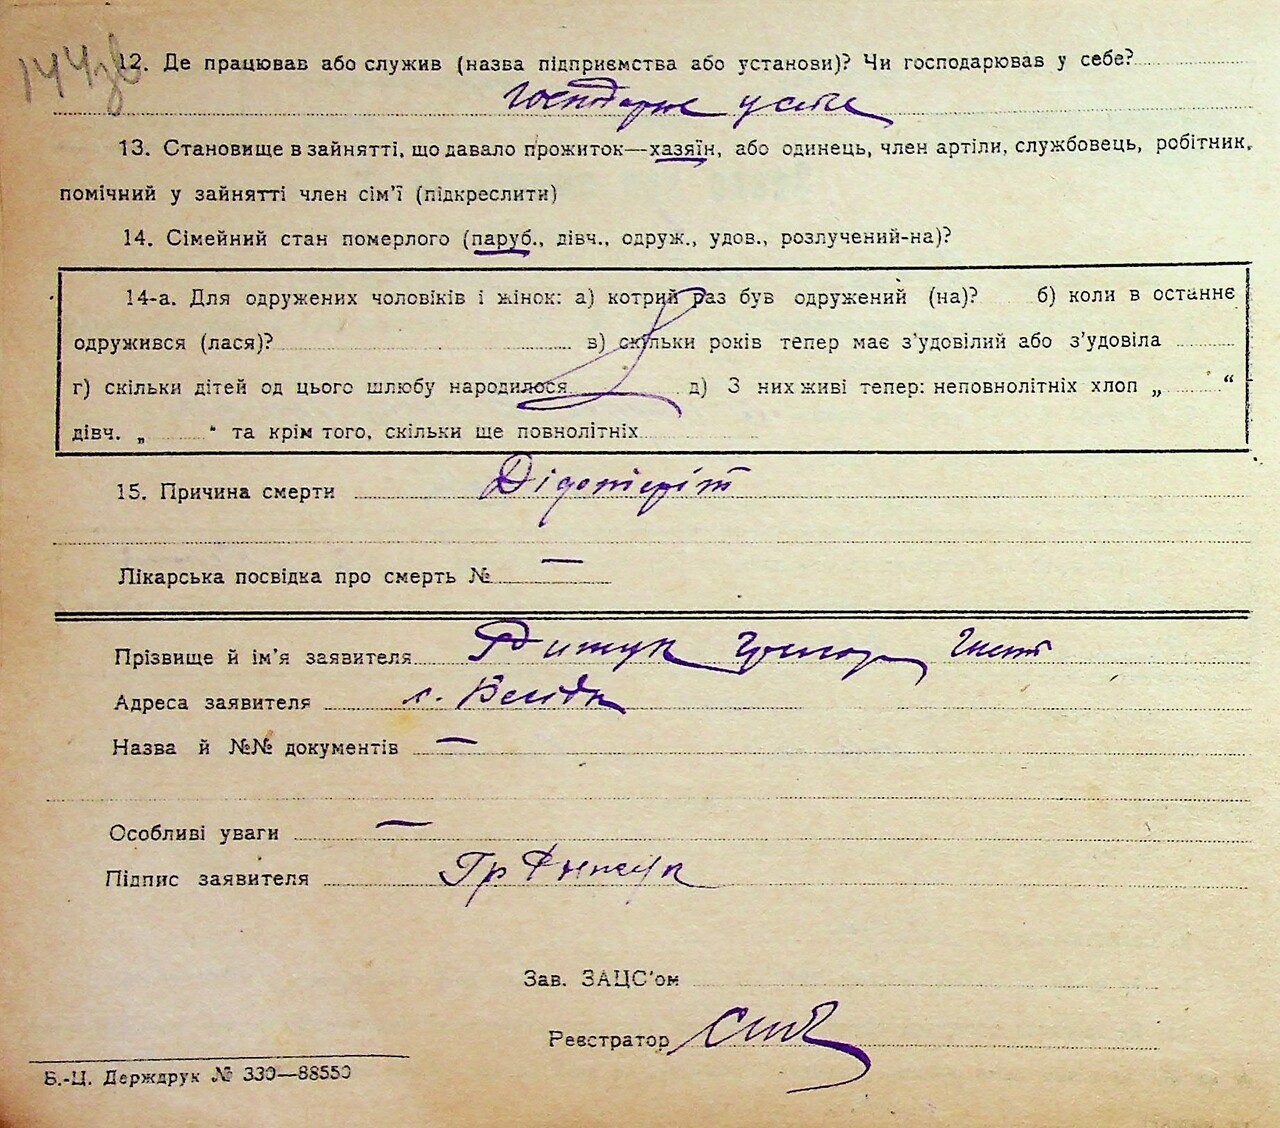 144зв
12. Де працював або служив (назва підприємства або установи)? Чи господарював у себе?
господарює у себе
13. Становище в зайнятті, що давало прожиток—хазяїн, або одинець, член артіли, службовець, робітник,
помічний у зайнятті член сім'ї (підкреслити)
14. Сімейний стан померлого (паруб., дівч., одруж., удов., розлучений-на)?
14-а. Для одружених чоловіків і жінок: а) котрий раз був одружений (на)? б) коли в останнє
одружився (лася)? в) скільки років тепер має з'удовілий або з'удовіла
г) скільки дітей од цього шлюбу народилося д) З них живі тепер: неповнолітніх хлоп „ “
дівч. „ “ та крім того, скільки ще повнолітніх
15. Причина смерти
Лікарська посвідка про смерть № —
Прізвище й ім'я заявителя
Адреса заявителя с.
Назва й №№ документів —
Особливі уваги —
Підпис заявителя Гр
Зав. ЗАЦС'ом
Реєстратор
Б.-Ц. Держдрук № 330—88550